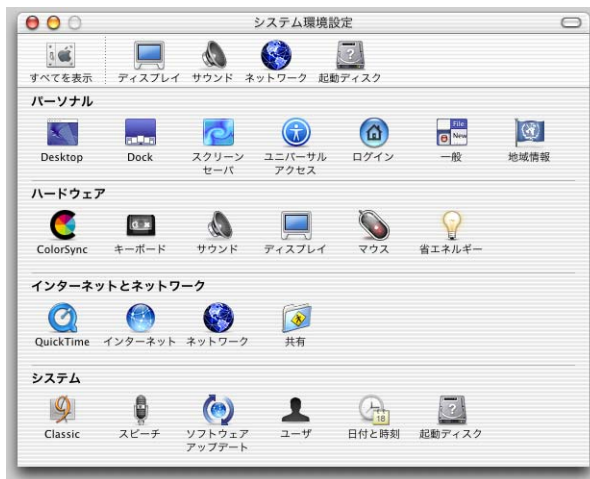 システム環境設定
すべてを表示 ディスプレイ サウンド ネットワーク 起動ディスク
パーソナル
Desktop Dock スクリーン ユニバーサル ログイン 一般 地域情報
セーバ アクセス
File
New
ハードウェア
ColorSync キーボード サウンド ディスプレイ マウス 省エネルギー
インターネットとネットワーク
QuickTime インターネット ネットワーク 共有
システム
18
Classic スピーチ ソフトウェア ユーザ 日付と時刻 起動ディスク
アップデート